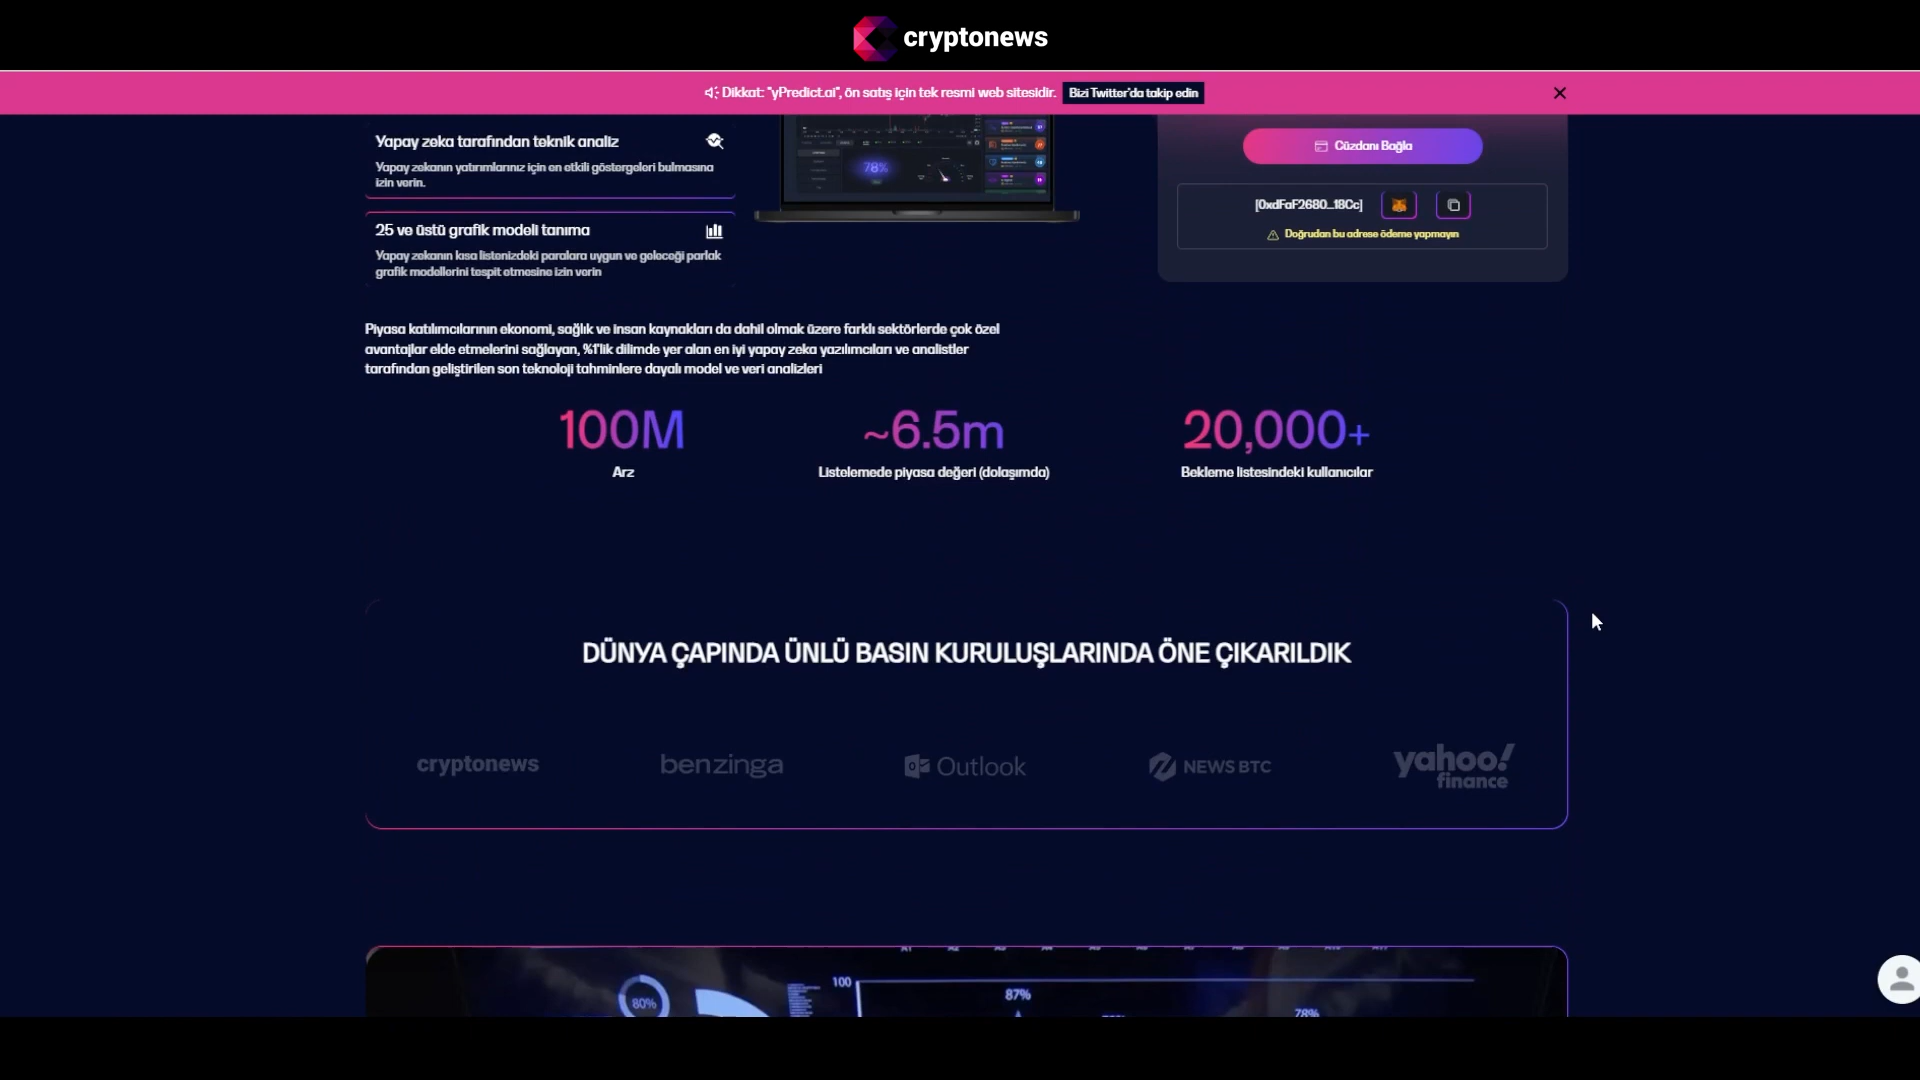 cryptonews
Dikkat: "yPredict.ai", ön satış için tek resmi web sitesidir. Bizi Twitter'da takip edin
Yapay zeka tarafından teknik analiz
Yapay zekanın yatırımlarınız için en etkili göstergeleri bulmasına
izin verin.
25 ve üstü grafik modeli tanıma
Yapay zekanın kısa listenizdeki paralara uygun ve geleceği parlak
grafik modellerini tespit etmesine izin verin
78%
Cüzdanı Bağla
[0xdFaF2680...18Cc]
Doğrudan bu adrese ödeme yapmayın
Piyasa katılımcılarının ekonomi, sağlık ve insan kaynakları da dahil olmak üzere farklı sektörlerde çok özel
avantajlar elde etmelerini sağlayan, %1'lik dilimde yer alan en iyi yapay zeka yazılımcıları ve analistler
tarafından geliştirilen son teknoloji tahminlere dayalı model ve veri analizleri
100M
~6.5m
20,000+
Arz
Listelemede piyasa değeri (dolaşımda)
Bekleme listesindeki kullanıcılar
DÜNYA ÇAPINDA ÜNLÜ BASIN KURULUŞLARINDA ÖNE ÇIKARILDIK
cryptonews
benzinga
Outlook
NEWS BTC
yahoo!
finance
80%
100
87%
78%